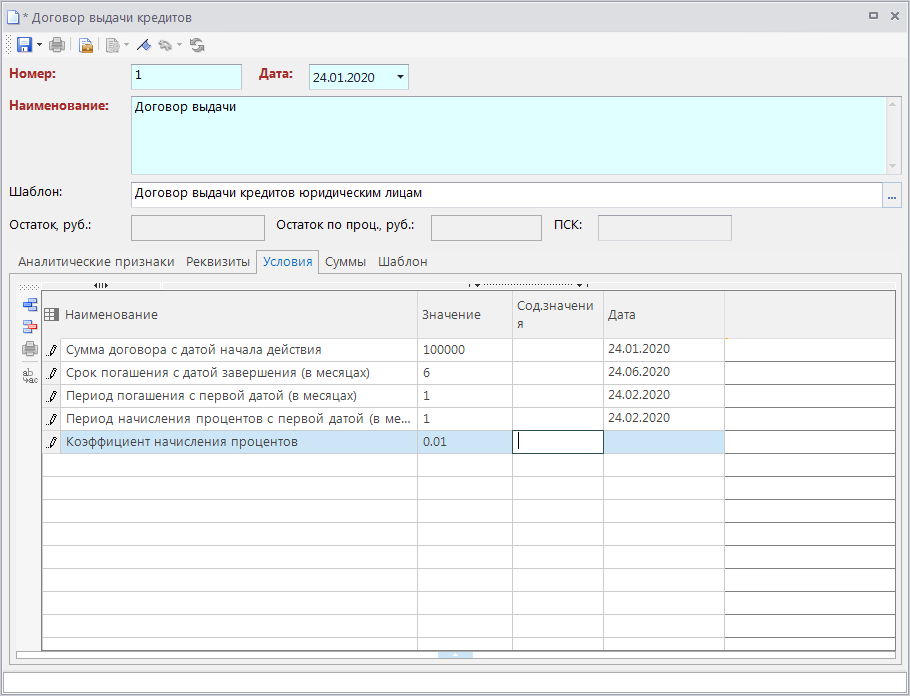 * Договор выдачи кредитов
Номер: 1 Дата: 24.01.2020
Наименование: Договор выдачи
Шаблон: Договор выдачи кредитов юридическим лицам ...
Остаток, руб.: Остаток по проц., руб.: ПСК:
Аналитические признаки Реквизиты Условия Суммы Шаблон
Наименование Значение Сод.значени
я Дата
Сумма договора с датой начала действия 100000 24.01.2020
Срок погашения с датой завершения (в месяцах) 6 24.06.2020
Период погашения с первой датой (в месяцах) 1 24.02.2020
Период начисления процентов с первой датой (в ме... 1 24.02.2020
Коэффициент начисления процентов 0.01
ab
ac